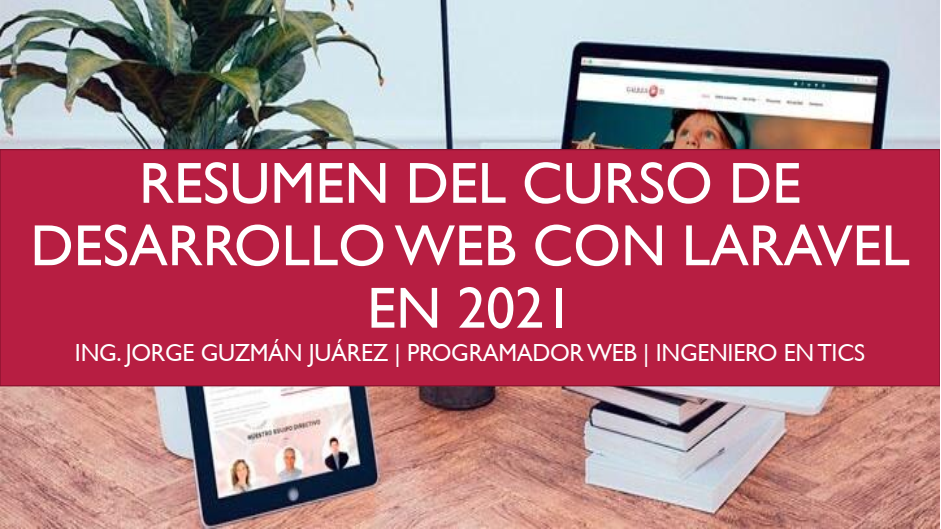 RESUMEN DEL CURSO DE
DESARROLLO WEB CON LARAVEL
EN 2021
ING. JORGE GUZMÁN JUÁREZ | PROGRAMADOR WEB | INGENIERO EN TICS
NUESTRO EQUIPO DIRECTIVO